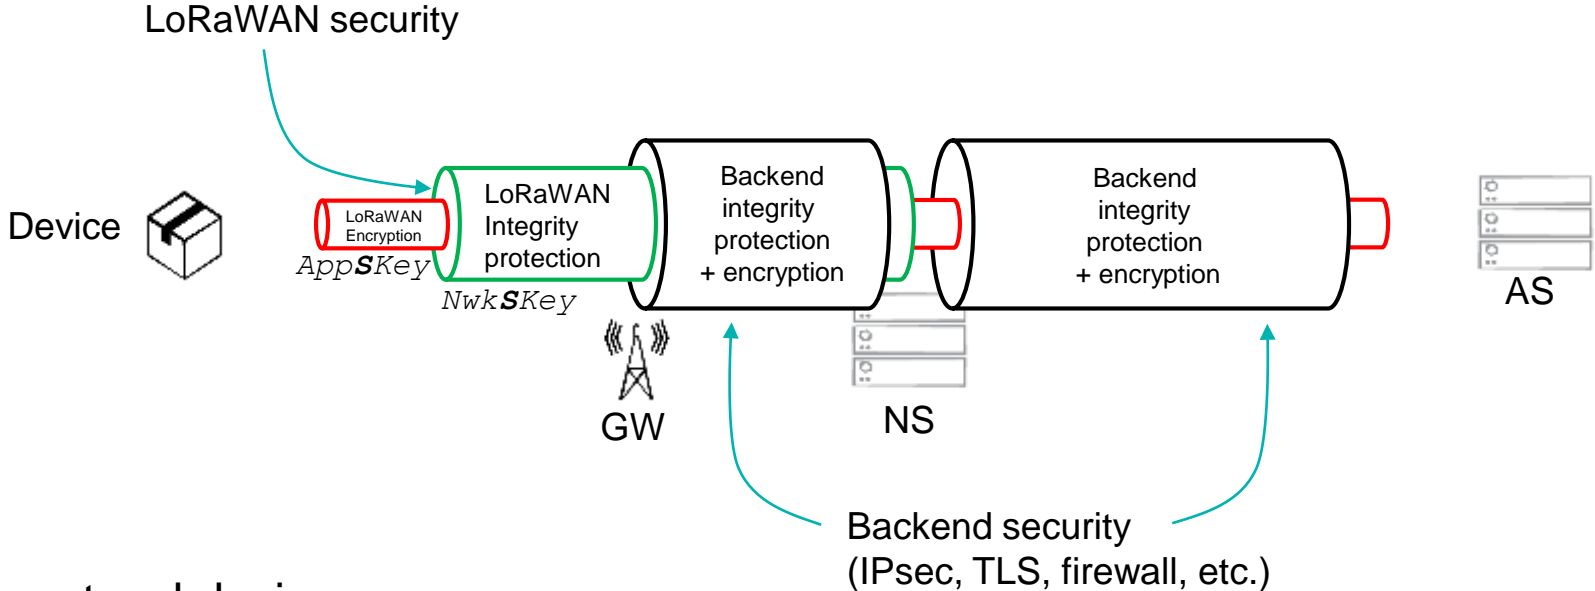 LoRaWAN security
Device
LoRaWAN
Encryption
AppSKey
LoRaWAN
Integrity
protection
NwkSKey
Backend
integrity
protection
+ encryption
Backend
integrity
protection
+ encryption
GW
NS
AS
Backend security
(IPsec, TLS, firewall, etc.)